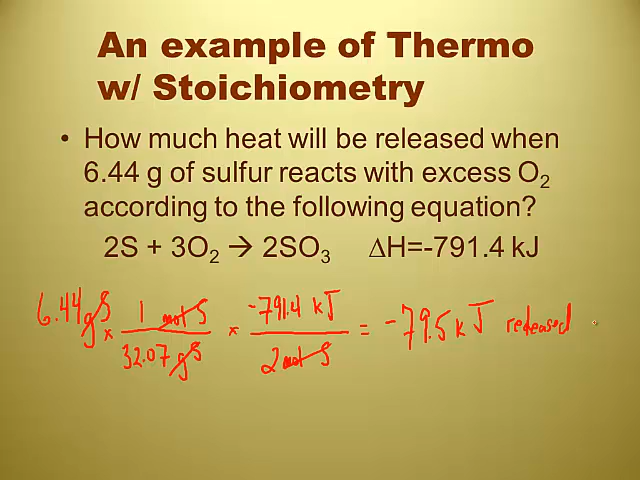 An example of Thermo
w/ Stoichiometry
• How much heat will be released when
6.44 g of sulfur reacts with excess O₂
according to the following equation?
2S + 3O₂ → 2SO₃ ΔH=-791.4 kJ
6.44 g S × 1 mol S / 32.07 g S × -791.4 kJ / 2 mol S = -79.5 kJ released